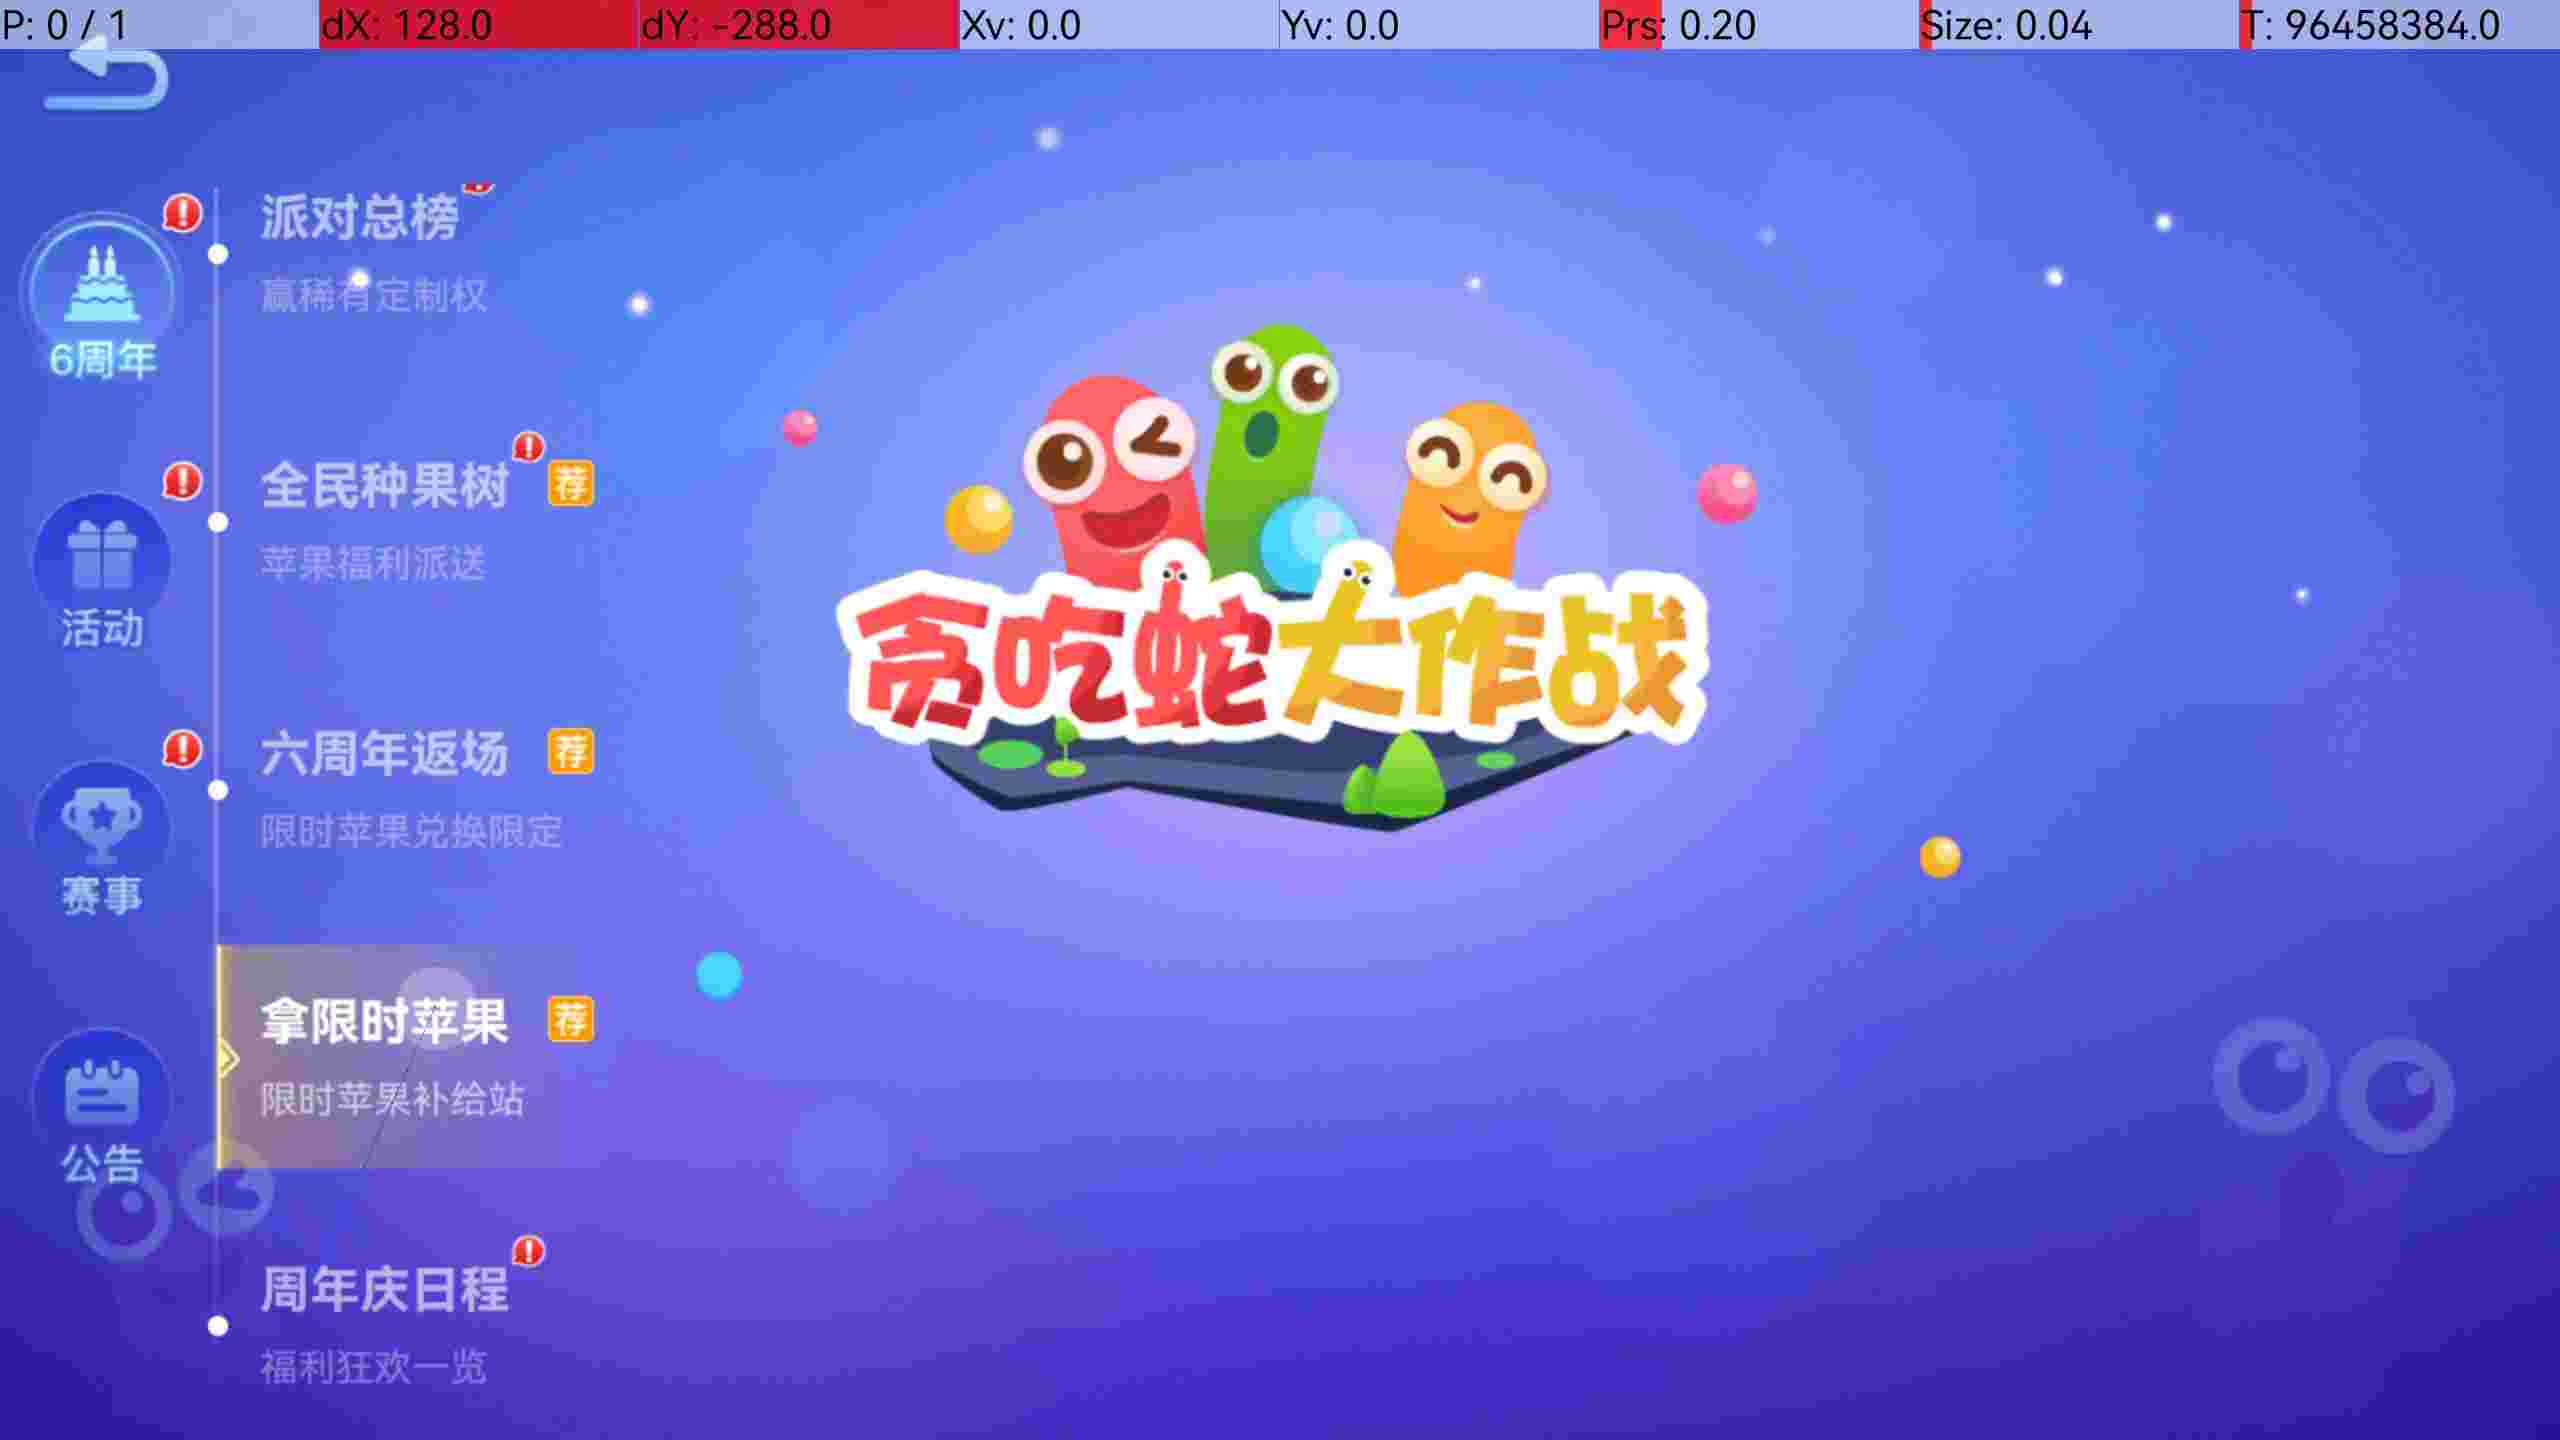 P: 0 / 1 dX: 128.0 dY: -288.0 Xv: 0.0 Yv: 0.0 Prs: 0.20 Size: 0.04 T: 96458384.0
派对总榜
赢稀有定制权
6周年
全民种果树 荐
苹果福利派送
活动
六周年返场 荐
限时苹果兑换限定
赛事
拿限时苹果 荐
限时苹果补给站
公告
周年庆日程
福利狂欢一览
贪吃蛇大作战